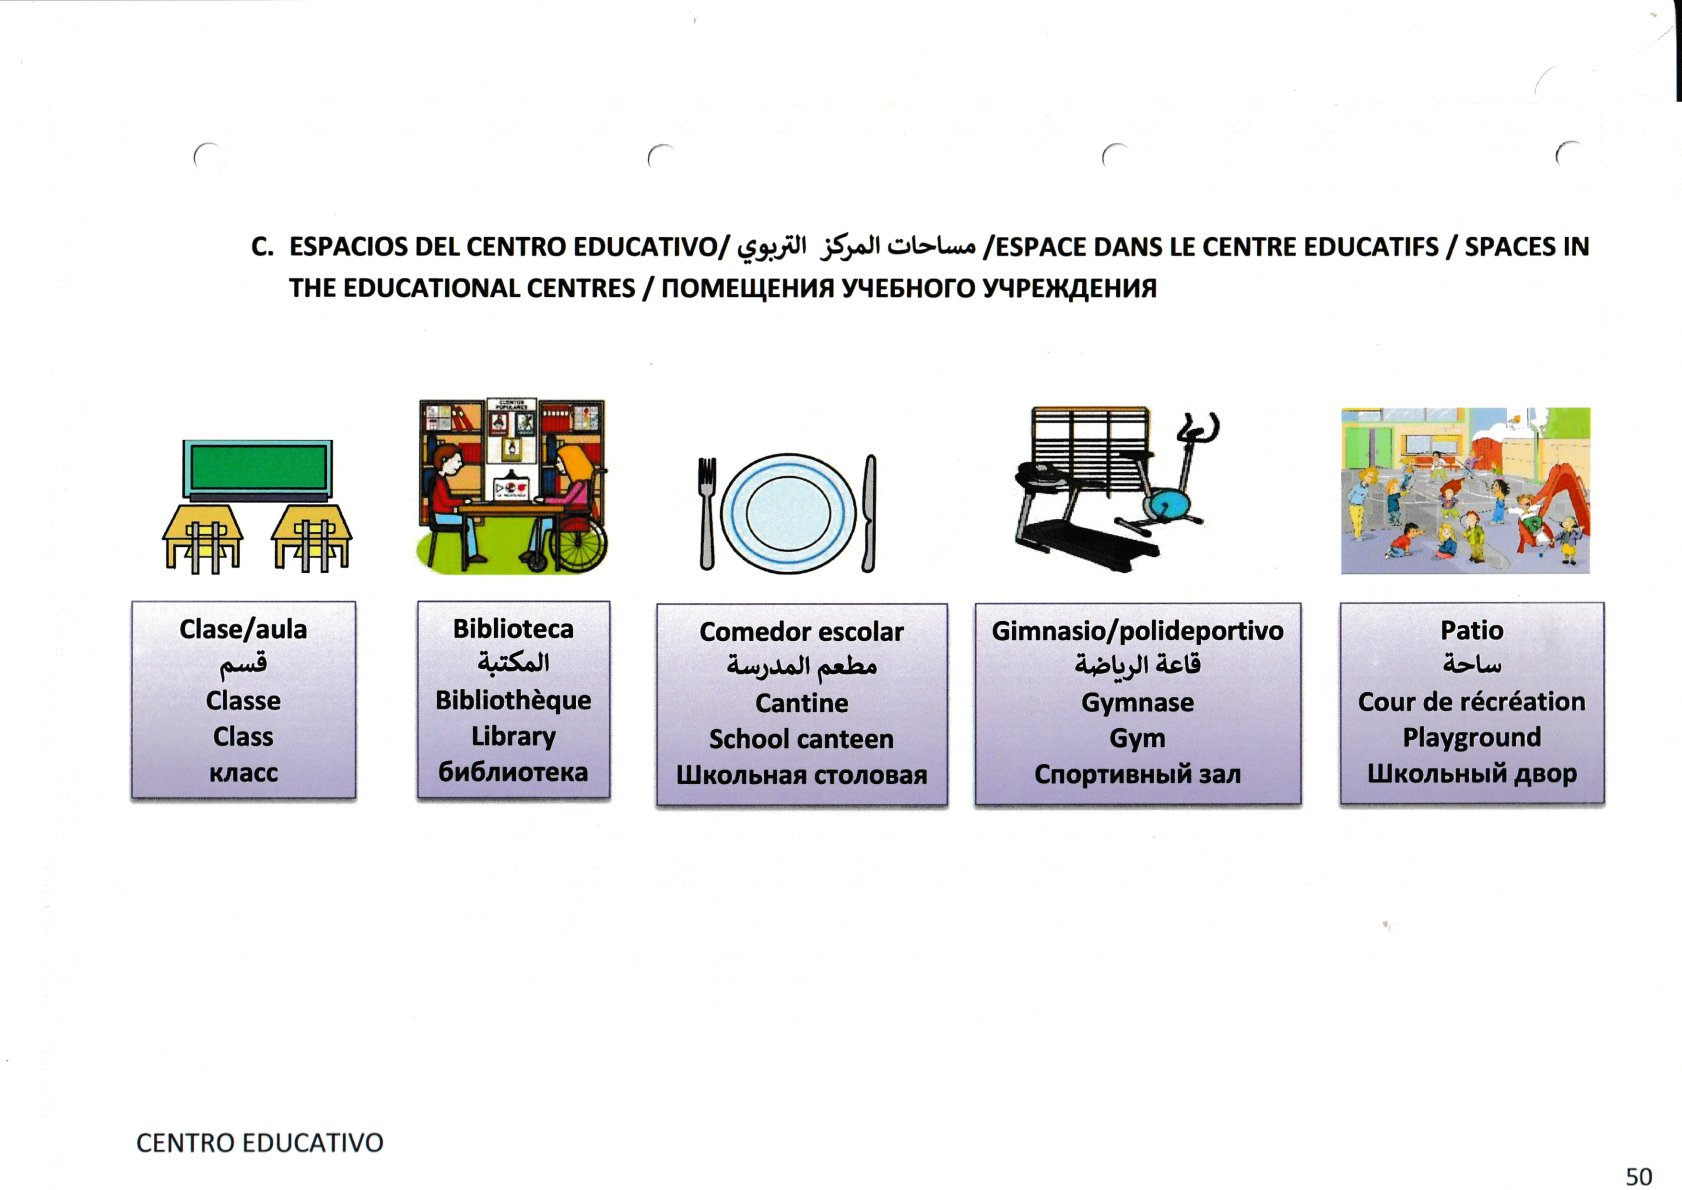 C. ESPACIOS DEL CENTRO EDUCATIVO/ مساحات المركز التربوي /ESPACE DANS LE CENTRE EDUCATIFS / SPACES IN
THE EDUCATIONAL CENTRES / ПОМЕЩЕНИЯ УЧЕБНОГО УЧРЕЖДЕНИЯ
CUENTOS
POPULARES
Clase/aula
قسم
Classe
Class
класс
Biblioteca
المكتبة
Bibliothèque
Library
библиотека
Comedor escolar
مطعم المدرسة
Cantine
School canteen
Школьная столовая
Gimnasio/polideportivo
قاعة الرياضة
Gymnase
Gym
Спортивный зал
Patio
ساحة
Cour de récréation
Playground
Школьный двор
CENTRO EDUCATIVO
50